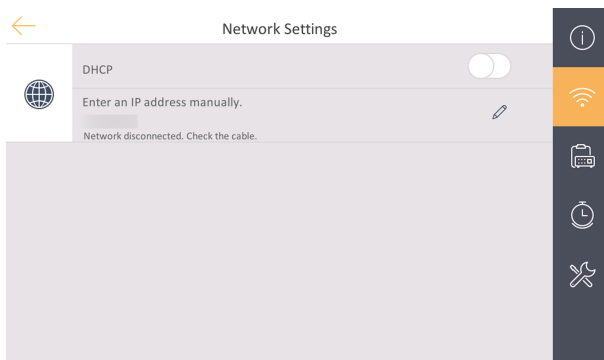 Network Settings
DHCP
Enter an IP address manually.
Network disconnected. Check the cable.